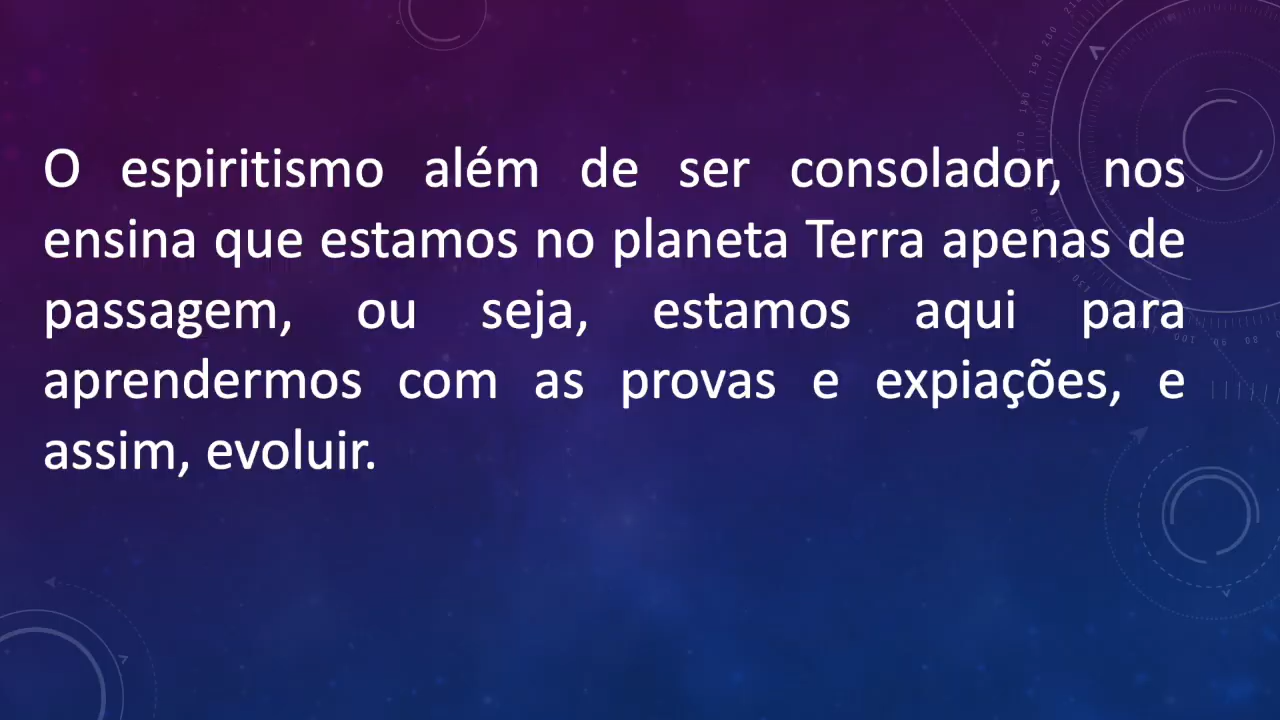 O espiritismo além de ser consolador, nos
ensina que estamos no planeta Terra apenas de
passagem, ou seja, estamos aqui para
aprendermos com as provas e expiações, e
assim, evoluir.